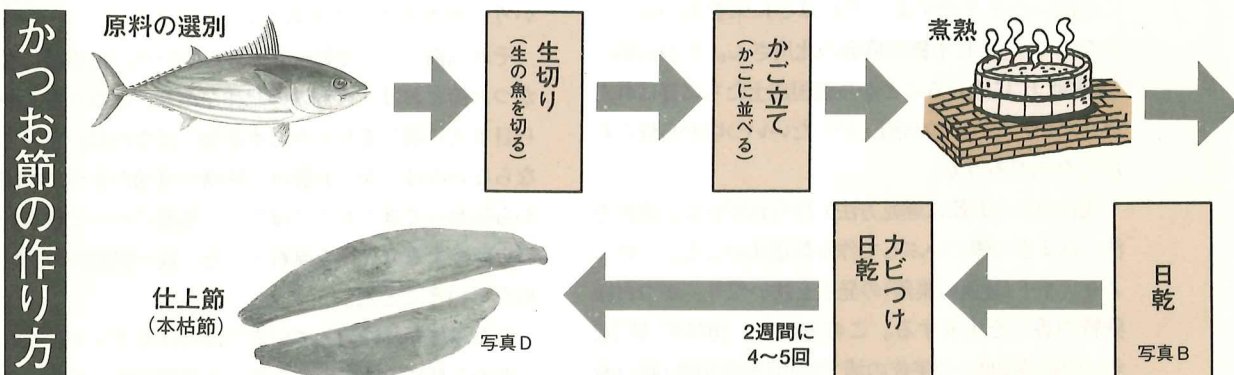 かつお節の作り方
原料の選別
生切り
(生の魚を切る)
かご立て
(かごに並べる)
煮熟
日乾
写真B
カビつけ
日乾
2週間に
4〜5回
仕上節
(本枯節)
写真D